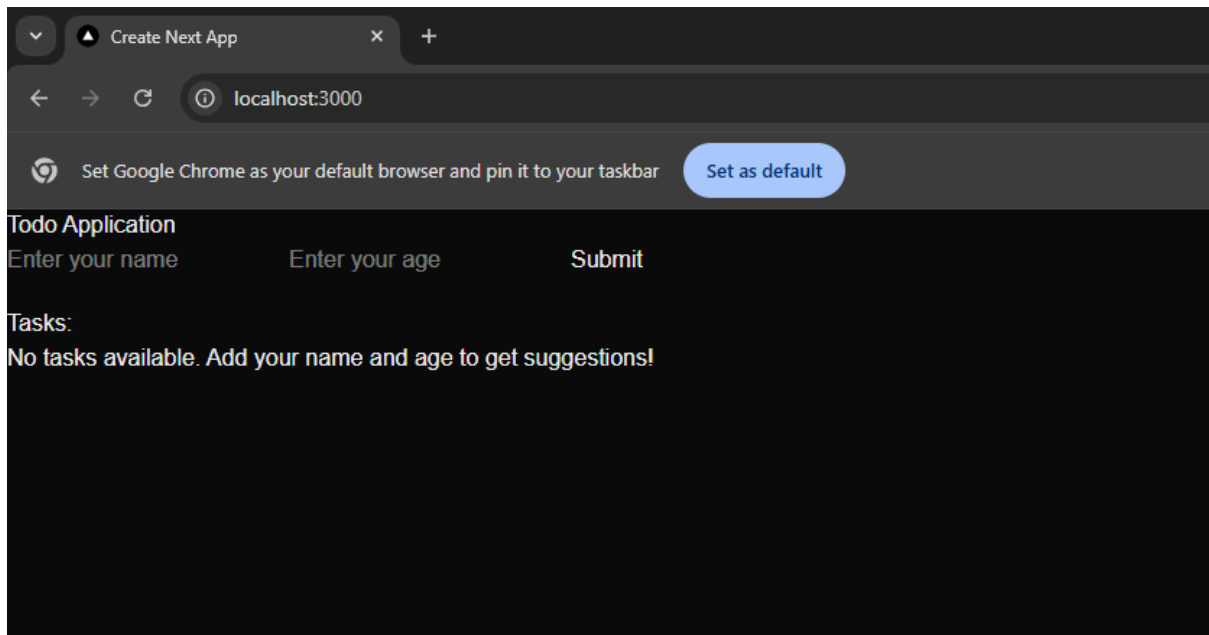 Create Next App
localhost:3000
Set Google Chrome as your default browser and pin it to your taskbar Set as default
Todo Application
Enter your name Enter your age Submit
Tasks:
No tasks available. Add your name and age to get suggestions!